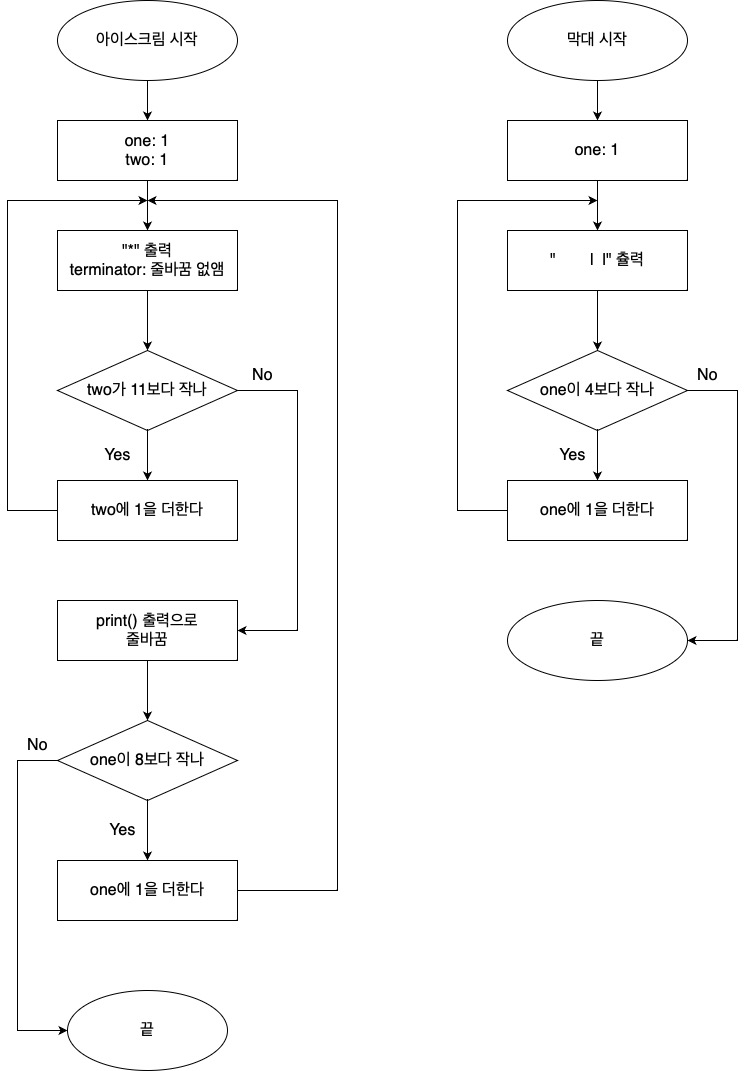 아이스크림 시작
one: 1
two: 1
"*" 출력
terminator: 줄바꿈 없앰
two가 11보다 작나
No
Yes
two에 1을 더한다
print() 출력으로
줄바꿈
one이 8보다 작나
No
Yes
one에 1을 더한다
끝
막대 시작
one: 1
"        I  I" 츌력
one이 4보다 작나
No
Yes
one에 1을 더한다
끝